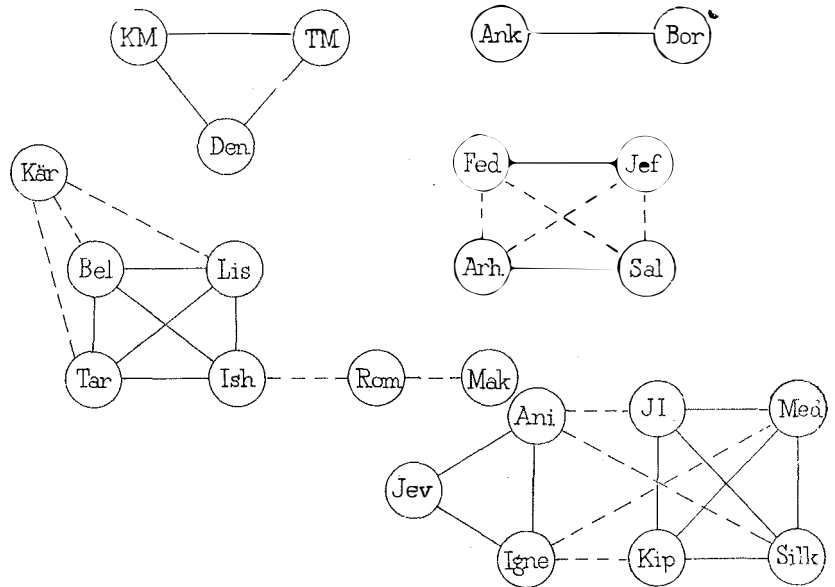 KM
TM
Ank
Bor
Den
Kär
Fed
Jef
Bel
Lis
Arh.
Sal
Tar
Ish
Rom
Mak
Ani
JI
Med
Jev
Igne
Kip
Silk